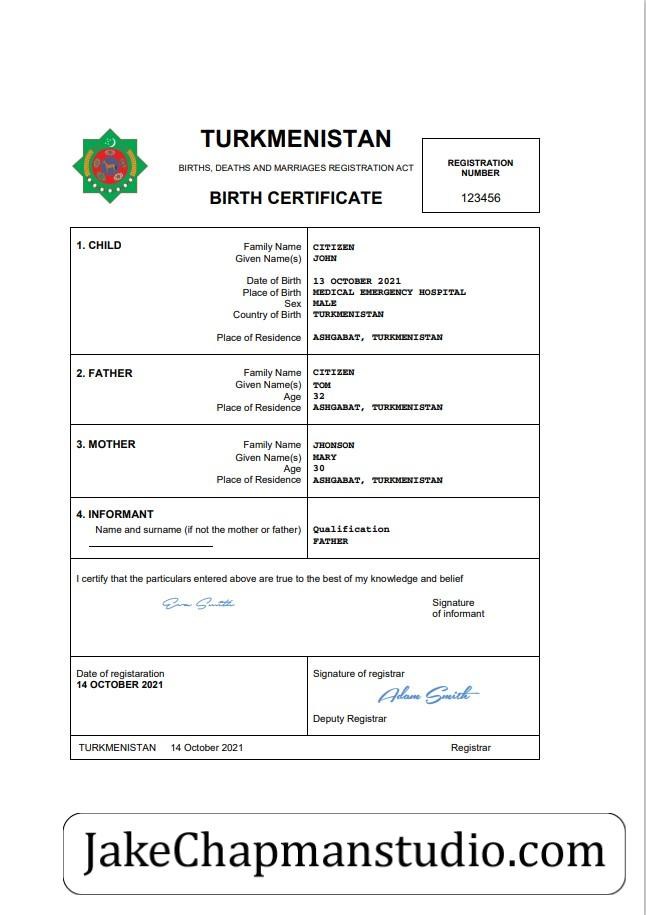 TURKMENISTAN
BIRTHS, DEATHS AND MARRIAGES REGISTRATION ACT
BIRTH CERTIFICATE
REGISTRATION
NUMBER
123456
1. CHILD
Family Name CITIZEN
Given Name(s) JOHN
Date of Birth 13 OCTOBER 2021
Place of Birth MEDICAL EMERGENCY HOSPITAL
Sex MALE
Country of Birth TURKMENISTAN
Place of Residence ASHGABAT, TURKMENISTAN
2. FATHER
Family Name CITIZEN
Given Name(s) TOM
Age 32
Place of Residence ASHGABAT, TURKMENISTAN
3. MOTHER
Family Name JHONSON
Given Name(s) MARY
Age 30
Place of Residence ASHGABAT, TURKMENISTAN
4. INFORMANT
Name and surname (if not the mother or father) Qualification
FATHER
I certify that the particulars entered above are true to the best of my knowledge and belief
Eva Smith
Signature
of informant
Date of registaration
14 OCTOBER 2021
Signature of registrar
Adam Smith
Deputy Registrar
TURKMENISTAN 14 October 2021 Registrar
JakeChapmanstudio.com